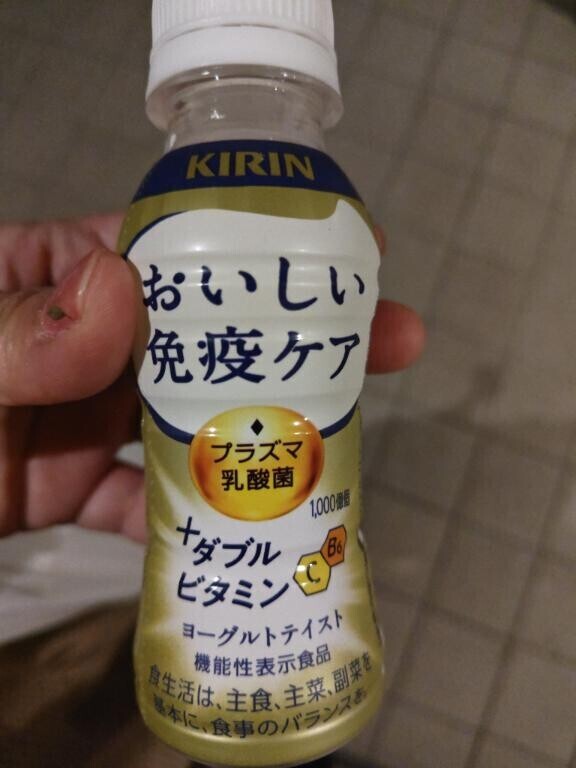 KIRIN
おいしい
免疫ケア
プラズマ
乳酸菌
1,000億個
+ダブル
ビタミン
C
B6
ヨーグルトテイスト
機能性表示食品
食生活は、主食、主菜、副菜を
基本に、食事のバランスを。